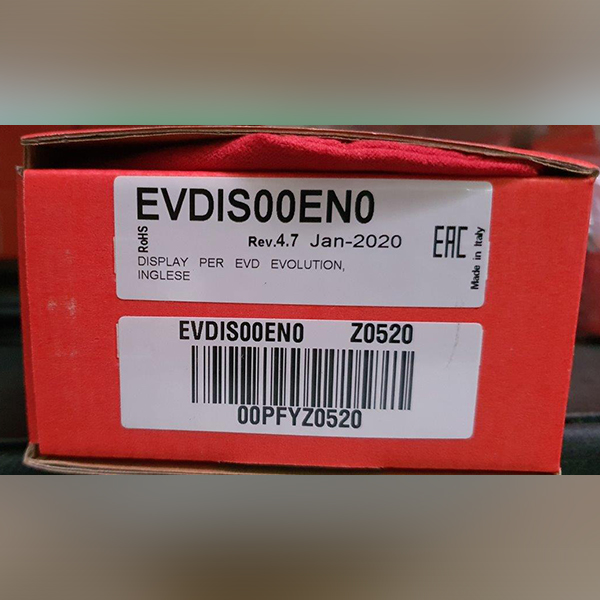 EVDIS00EN0
RoHS
Rev.4.7 Jan-2020
EAC
Made in Italy
DISPLAY PER EVD EVOLUTION,
INGLESE
EVDIS00EN0 Z0520
00PFYZ0520